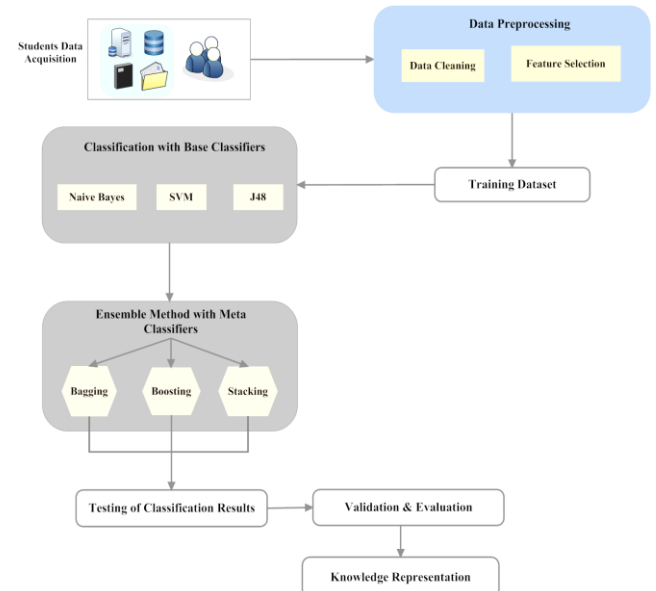 Students Data
Acquisition
Data Preprocessing
Data Cleaning
Feature Selection
Classification with Base Classifiers
Naive Bayes
SVM
J48
Training Dataset
Ensemble Method with Meta
Classifiers
Bagging
Boosting
Stacking
Testing of Classification Results
Validation & Evaluation
Knowledge Representation